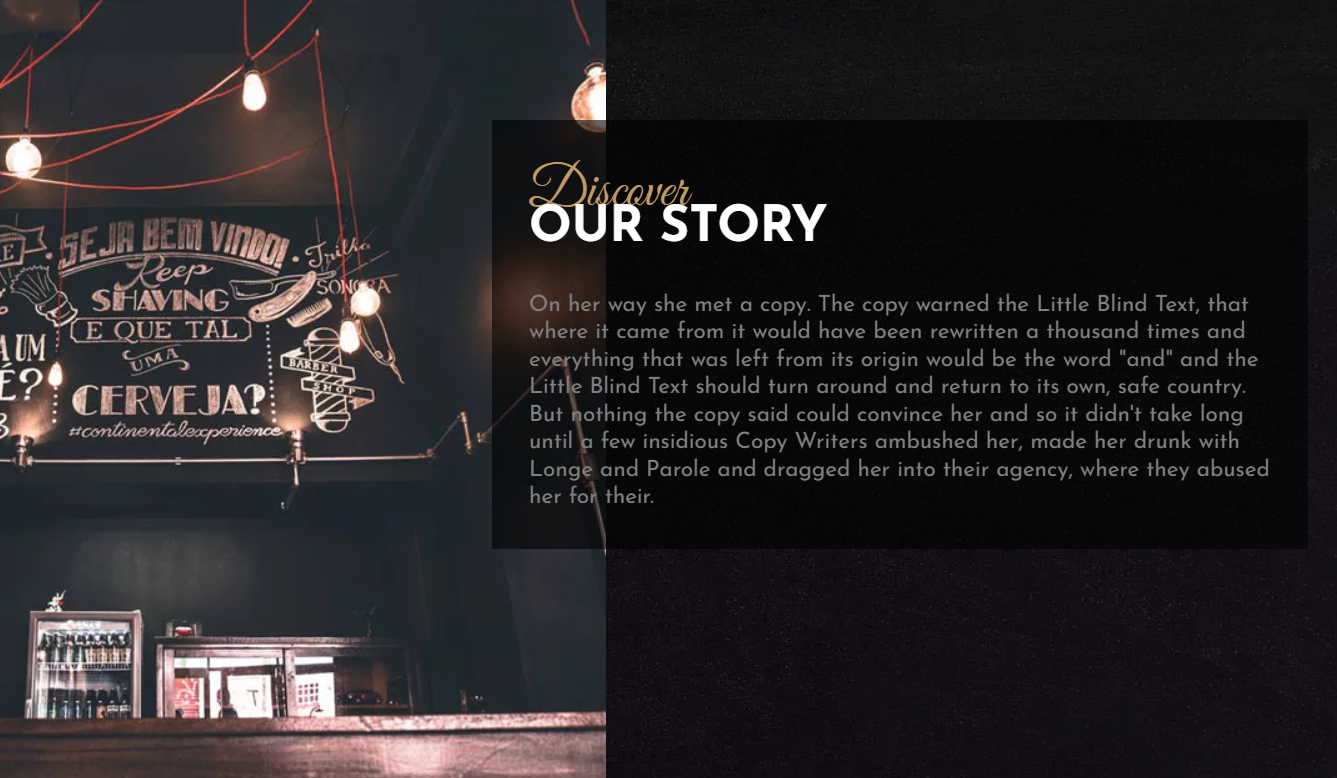 SEJA BEM VINDO!
Keep
SHAVING
E QUE TAL
UMA
CERVEJA?
#continentalexperience
Trilha
SONORA
BARBER
SHOP
A UM
É?
Discover
OUR STORY
On her way she met a copy. The copy warned the Little Blind Text, that
where it came from it would have been rewritten a thousand times and
everything that was left from its origin would be the word "and" and the
Little Blind Text should turn around and return to its own, safe country.
But nothing the copy said could convince her and so it didn't take long
until a few insidious Copy Writers ambushed her, made her drunk with
Longe and Parole and dragged her into their agency, where they abused
her for their.